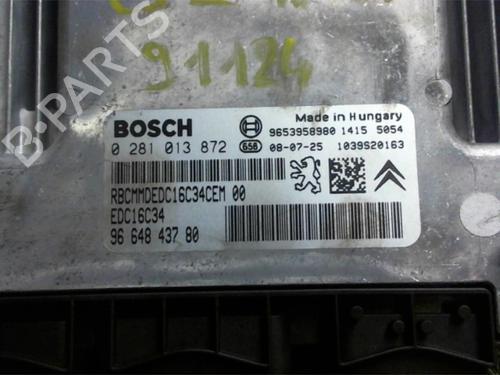 91124
BOSCH
Made in Hungary
9653958980 1415 5054
0 281 013 872 656 08-07-25 1039S20163
RBCMMDEDC16C34CEM 00
EDC16C34
96 648 437 80
B-PARTS